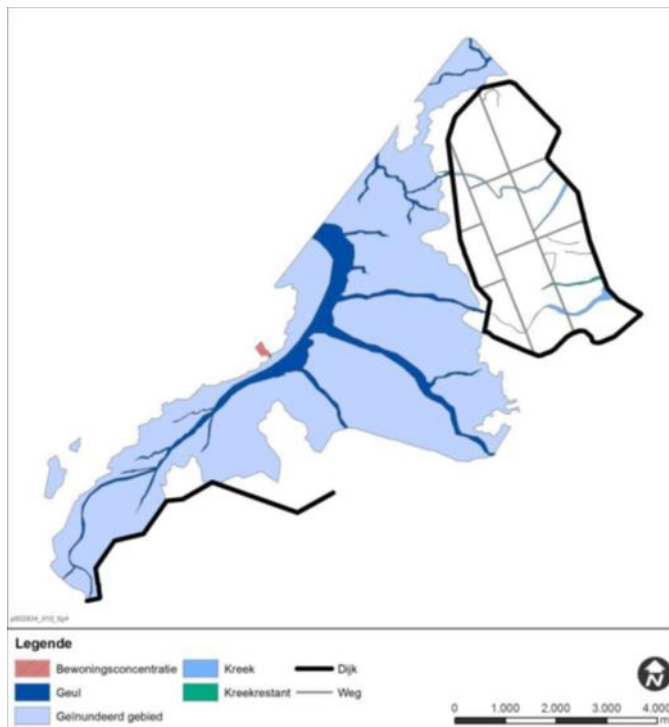 Legende
Bewoningsconcentratie
Kreek
Dijk
Geul
Kreekrestant
Weg
Geïnundeerd gebied
N
0 1.000 2.000 3.000 4.000
m